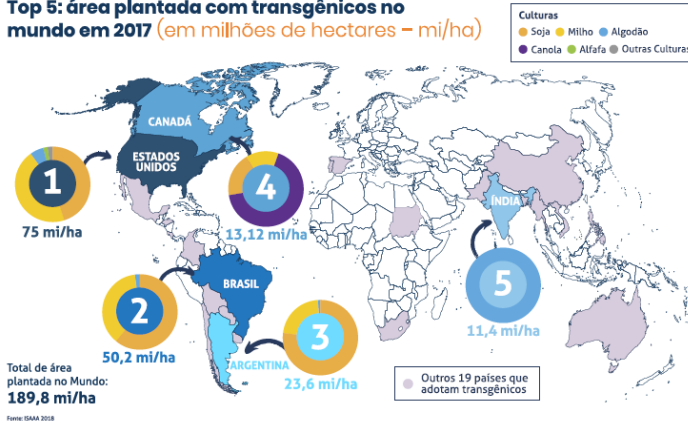 Top 5: área plantada com transgênicos no
mundo em 2017 (em milhões de hectares – mi/ha)
Culturas
Soja Milho Algodão
Canola Alfafa Outras Culturas
CANADÁ
ESTADOS
UNIDOS
1
75 mi/ha
4
13,12 mi/ha
ÍNDIA
5
11,4 mi/ha
BRASIL
2
50,2 mi/ha
ARGENTINA
3
23,6 mi/ha
Total de área
plantada no Mundo:
189,8 mi/ha
Outros 19 países que
adotam transgênicos
Fonte: ISAAA 2018